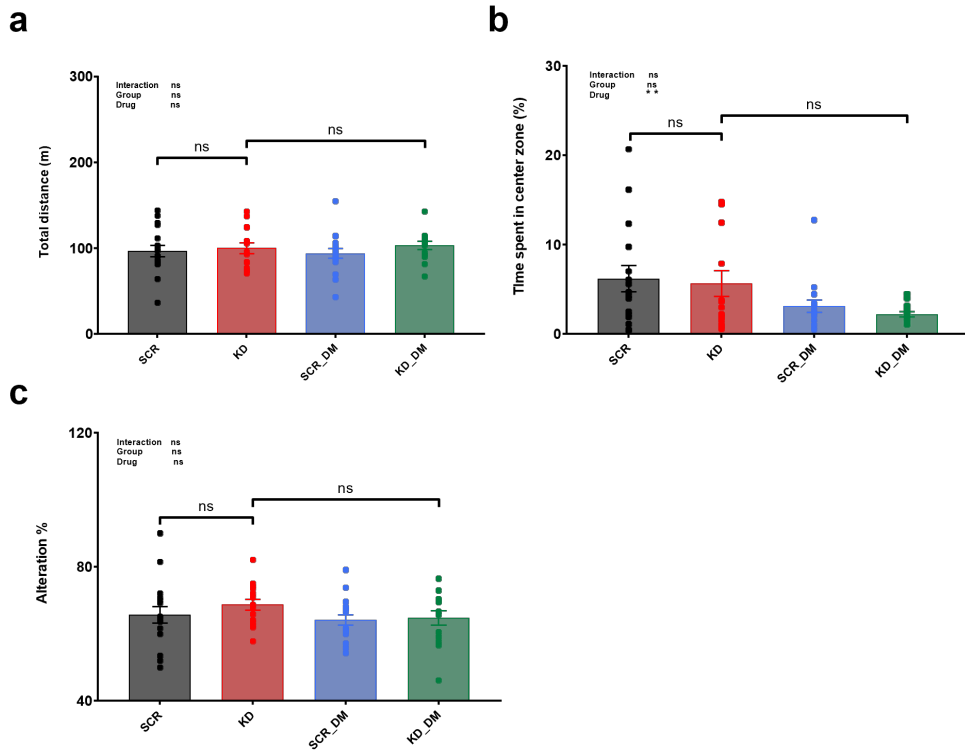 a
Total distance (m)
300
200
100
0
Interaction ns
Group ns
Drug ns
ns
ns
SCR
KD
SCR_DM
KD_DM
b
TIme spent in center zone (%)
30
20
10
0
Interaction ns
Group ns
Drug **
ns
ns
SCR
KD
SCR_DM
KD_DM
c
Alteration %
120
80
40
Interaction ns
Group ns
Drug ns
ns
ns
SCR
KD
SCR_DM
KD_DM